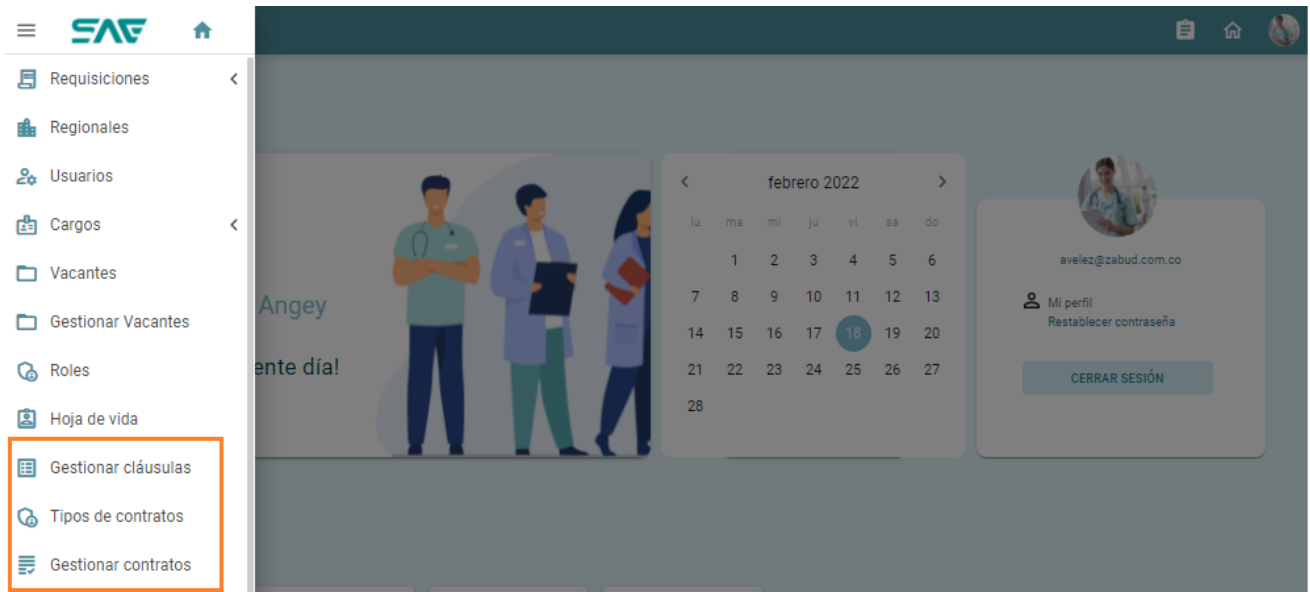 SAF
Requisiciones
Regionales
Usuarios
Cargos
Vacantes
Gestionar Vacantes
Roles
Hoja de vida
Gestionar cláusulas
Tipos de contratos
Gestionar contratos
Angey
ente día!
febrero 2022
lu ma mi ju vi sa do
1 2 3 4 5 6
7 8 9 10 11 12 13
14 15 16 17 18 19 20
21 22 23 24 25 26 27
28
avelez@zabud.com.co
Mi perfil
Restablecer contraseña
CERRAR SESIÓN